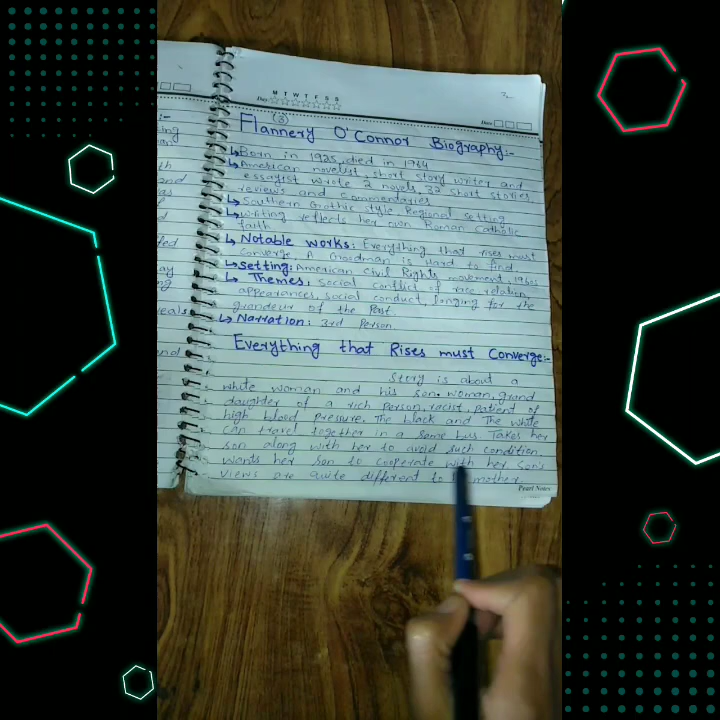 M T W T F S S
Date
Date
(3)
Flannery O'Connor Biography:-
↳ Born in 1925, died in 1964
↳ American novelist, short story writer and
essayist wrote 2 novels, 32 short stories,
reviews and commentaries
↳ Southern Grothic style, Regional setting
↳ writing reflects her own Roman Catholic
faith
↳ Notable works: Everything that rises must
Converge, A Goodman is Hard to find
↳ setting: American Civil Rights movement, 1960s
↳ Themes, social conflict of race relation,
appearances, social conduct, longing for the
grandeur of the Past.
↳ Narration: 3rd Person.
Everything that Rises must Converge:-
Story is about a
white woman and his son. woman, grand
daughter of a rich person, racist, patient of
high blood pressure. The black and The white
can travel together in a same bus. Takes her
son along with her to avoid such condition.
wants her son to cooperate with her. Son's
views are quite different to mother
Pearl Notes